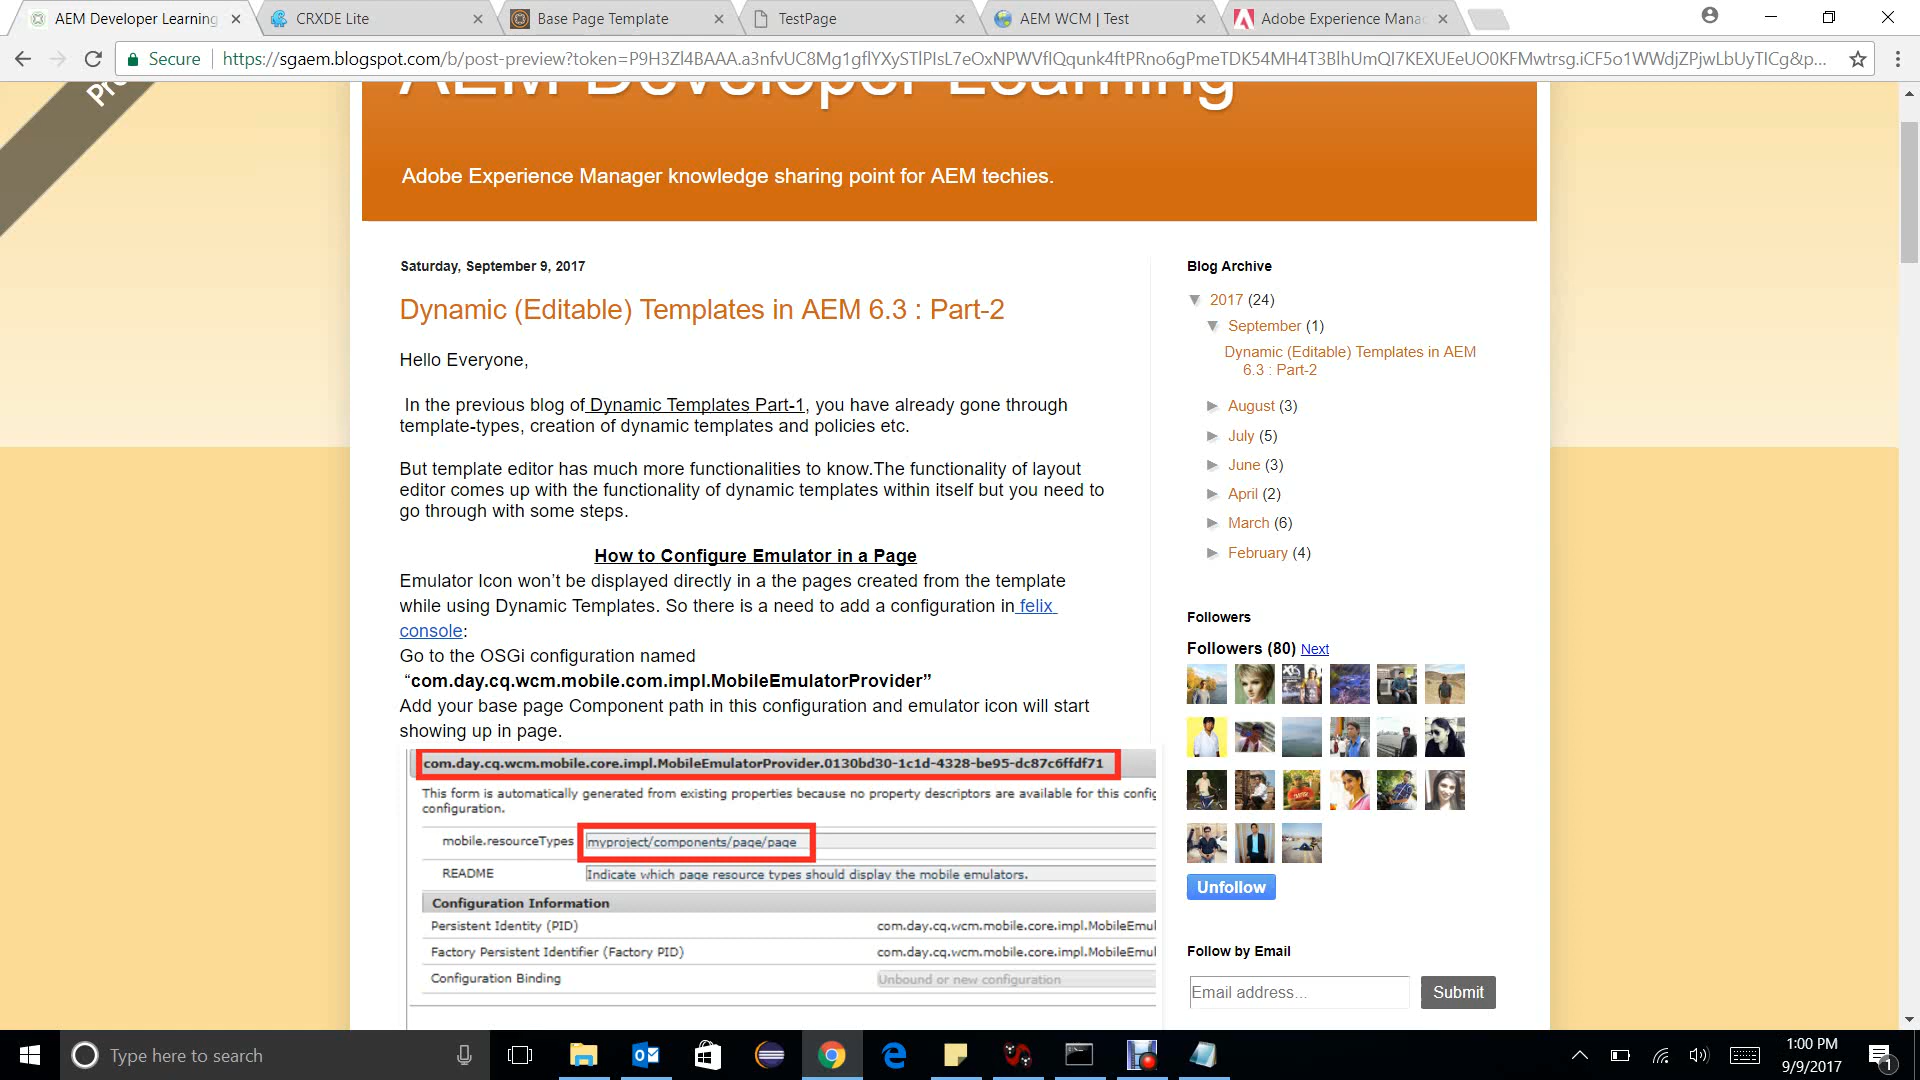 AEM Developer Learning
CRXDE Lite
Base Page Template
TestPage
AEM WCM | Test
Adobe Experience Mana
Secure
https://sgaem.blogspot.com/b/post-preview?token=
Pre
AEM Developer Learning
Adobe Experience Manager knowledge sharing point for AEM techies.
Saturday, September 9, 2017
Dynamic (Editable) Templates in AEM 6.3 : Part-2
Hello Everyone,
In the previous blog of Dynamic Templates Part-1, you have already gone through
template-types, creation of dynamic templates and policies etc.
But template editor has much more functionalities to know.The functionality of layout
editor comes up with the functionality of dynamic templates within itself but you need to
go through with some steps.
How to Configure Emulator in a Page
Emulator Icon won't be displayed directly in a the pages created from the template
while using Dynamic Templates. So there is a need to add a configuration in felix
console:
Go to the OSGi configuration named
“com.day.cq.wcm.mobile.com.impl.MobileEmulatorProvider”
Add your base page Component path in this configuration and emulator icon will start
showing up in page.
com.day.cq.wcm.mobile.core.impl.MobileEmulatorProvider.0130bd30-1c1d-4328-be95-dc87c6ffdf71
This form is automatically generated from existing properties because no property descriptors are available for this config
configuration.
mobile.resourceTypes myproject/components/page/page
README Indicate which page resource types should display the mobile emulators.
Configuration Information
Persistent Identity (PID) com.day.cq.wcm.mobile.core.impl.MobileEmul
Factory Persistent Identifier (Factory PID) com.day.cq.wcm.mobile.core.impl.MobileEmul
Configuration Binding Unbound or new configuration
Blog Archive
▼ 2017 (24)
▼ September (1)
Dynamic (Editable) Templates in AEM
6.3 : Part-2
► August (3)
► July (5)
► June (3)
► April (2)
► March (6)
► February (4)
Followers
Followers (80) Next
Unfollow
Follow by Email
Email address...
Submit
Type here to search
1:00 PM
9/9/2017
1